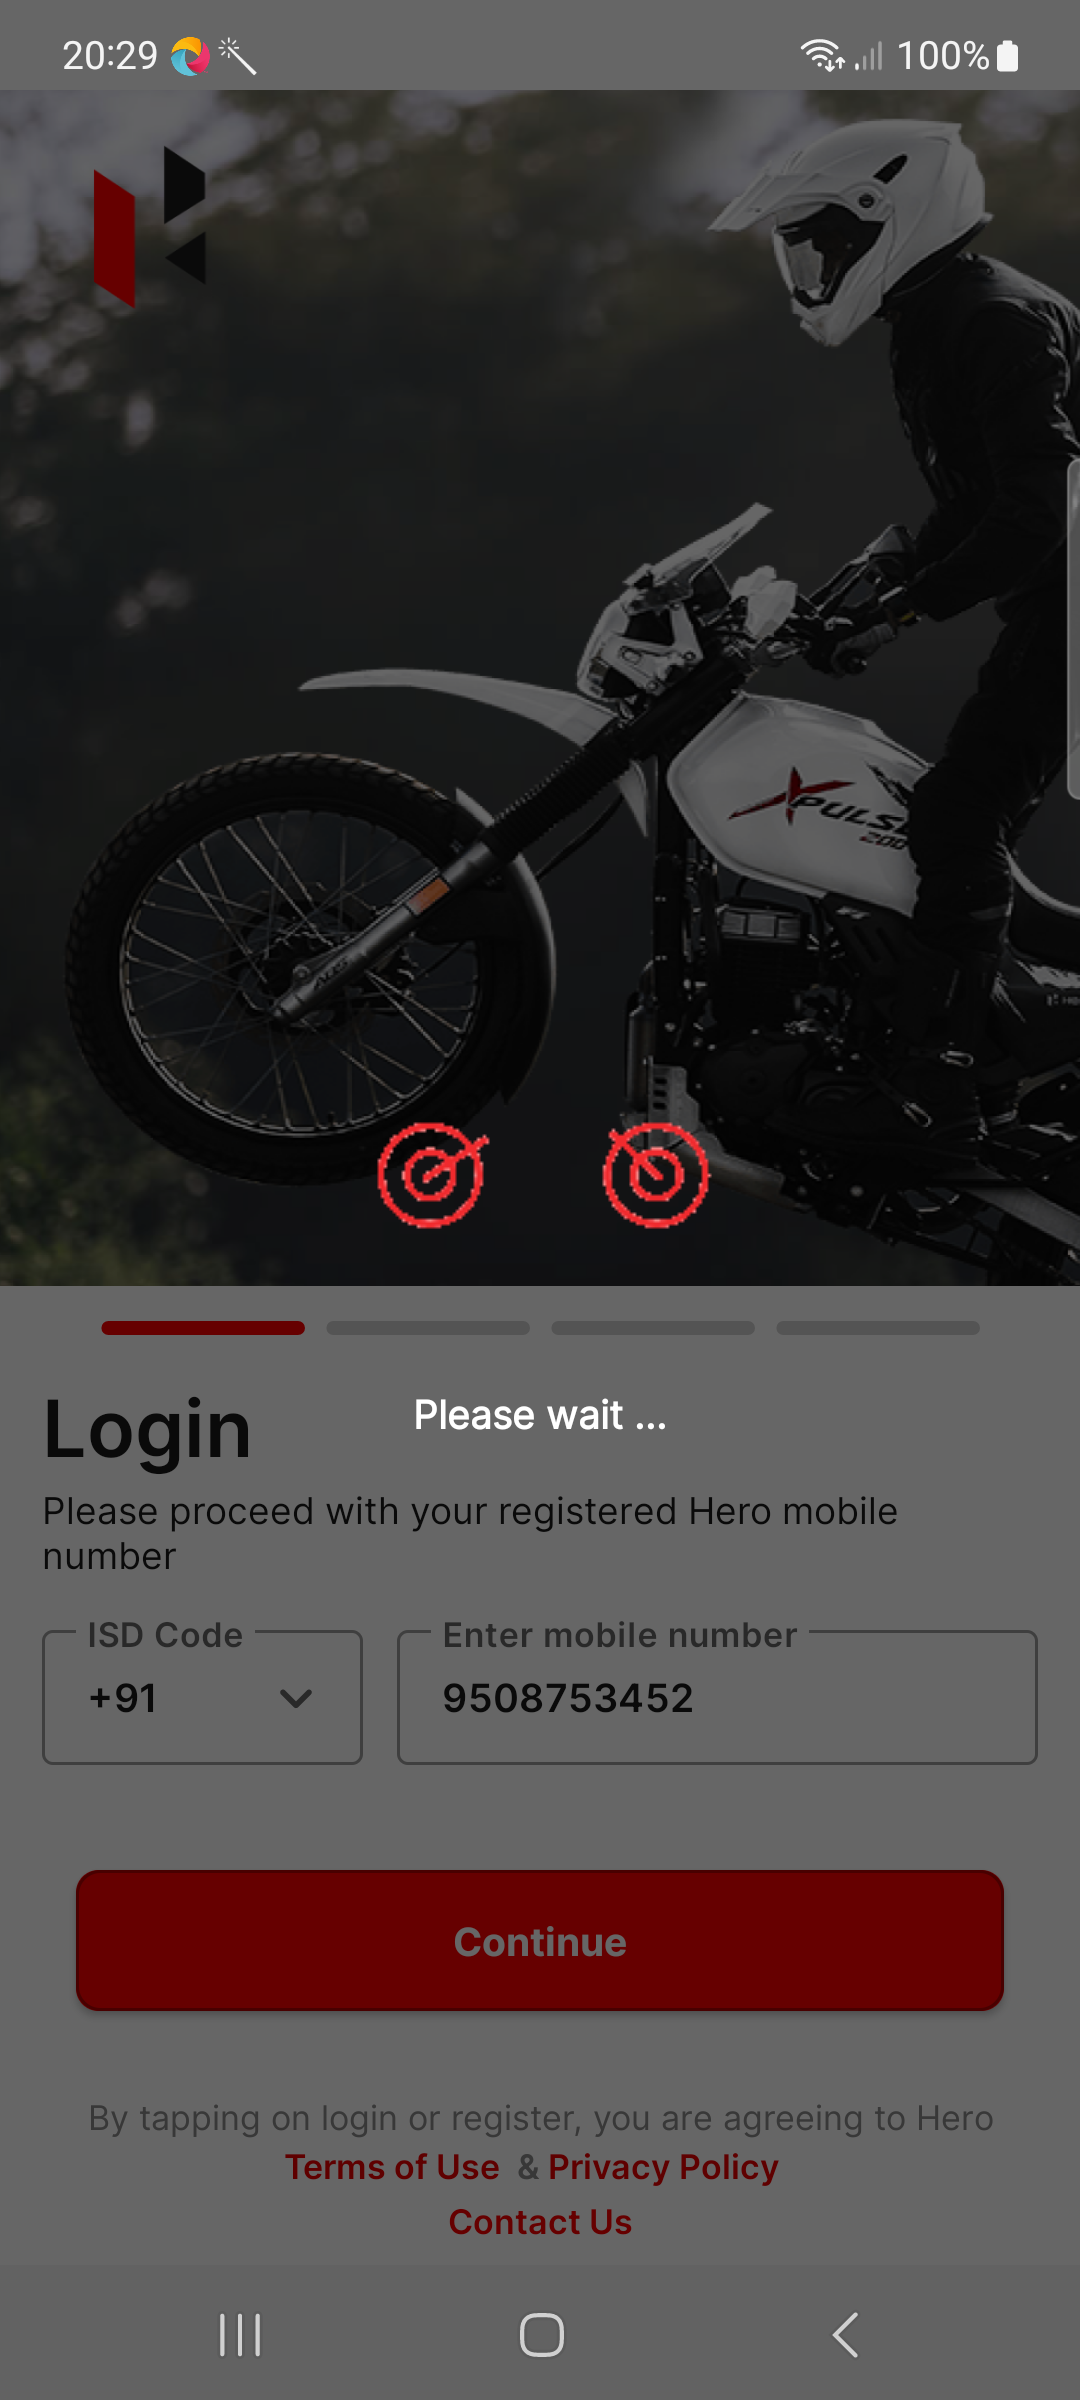 20:29 100%
XPULSE
200
Login
Please wait ...
Please proceed with your registered Hero mobile
number
ISD Code
Enter mobile number
+91
9508753452
Continue
By tapping on login or register, you are agreeing to Hero
Terms of Use & Privacy Policy
Contact Us